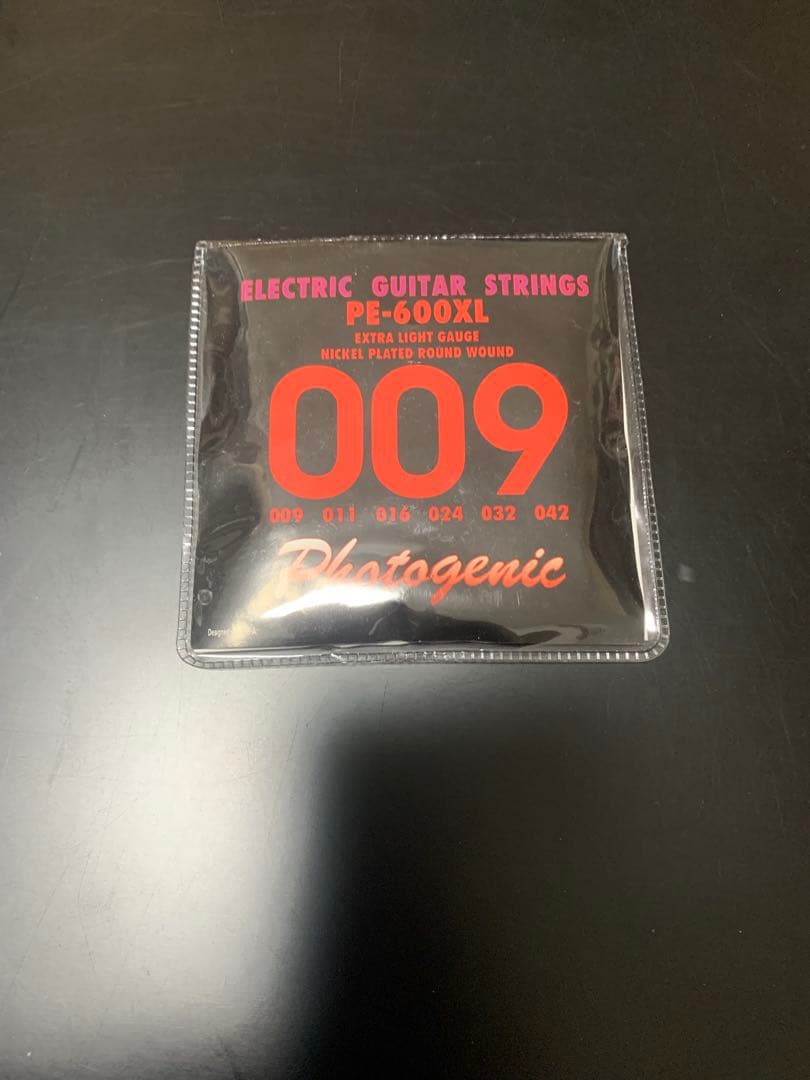 ELECTRIC GUITAR STRINGS
PE-600XL
EXTRA LIGHT GAUGE
NICKEL PLATED ROUND WOUND
009
009 011 016 024 032 042
Photogenic
Designed